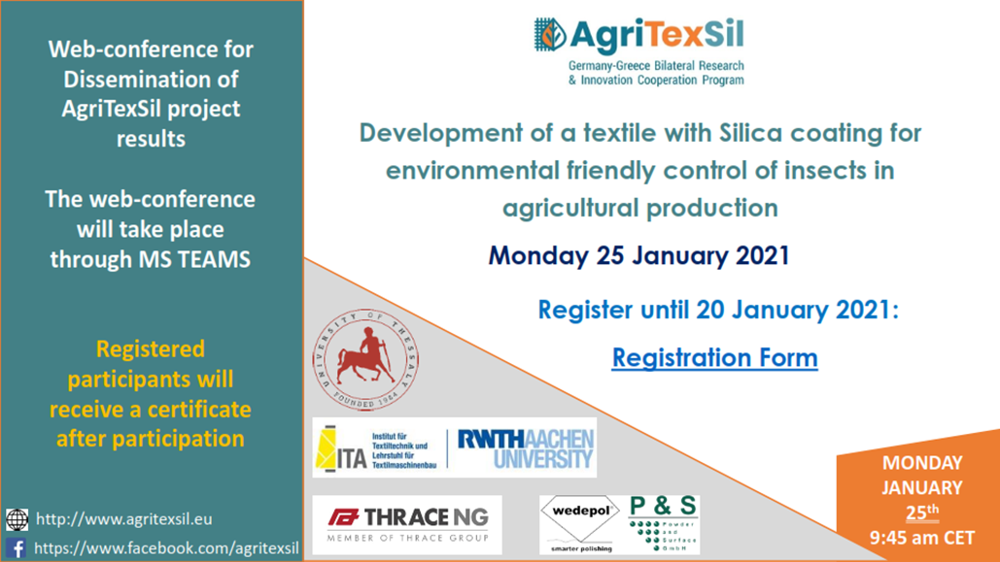 Web-conference for
Dissemination of
AgriTexSil project
results
The web-conference
will take place
through MS TEAMS
Registered
participants will
receive a certificate
after participation
http://www.agritexsil.eu
https://www.facebook.com/agritexsil
AgriTexSil
Germany-Greece Bilateral Research
& Innovation Cooperation Program
Development of a textile with Silica coating for
environmental friendly control of insects in
agricultural production
Monday 25 January 2021
Register until 20 January 2021:
Registration Form
UNIVERSITY OF THESSALY
FOUNDED 1984
ITA
Institut für
Textiltechnik und
Lehrstuhl für
Textilmaschinenbau
RWTHAACHEN
UNIVERSITY
THRACE NG
MEMBER OF THRACE GROUP
wedepol®
smarter polishing
P & S
Powder
and
Surface
GmbH
MONDAY
JANUARY
25th
9:45 am CET